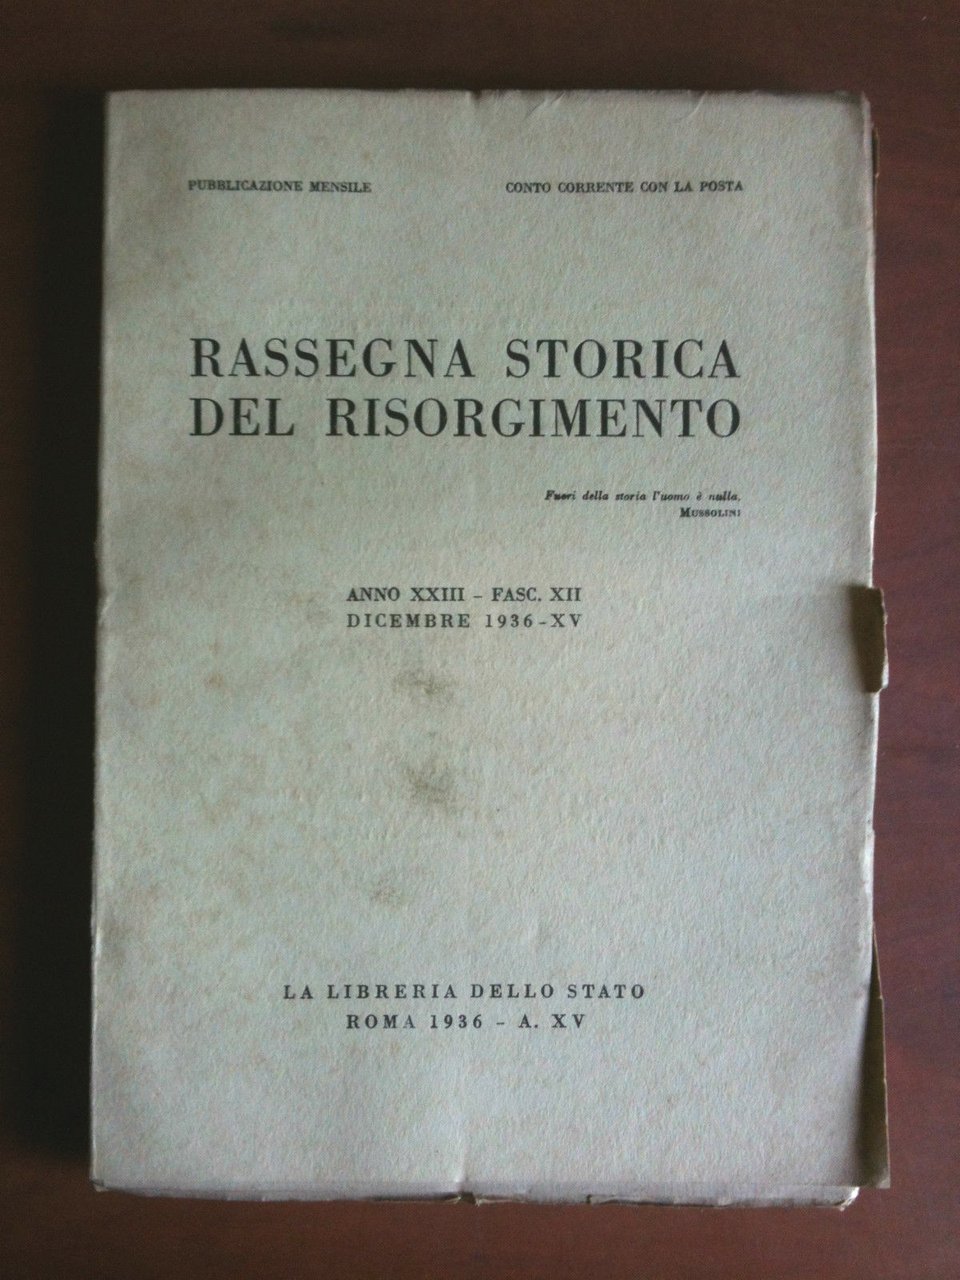 PUBBLICAZIONE MENSILE
CONTO CORRENTE CON LA POSTA
RASSEGNA STORICA
DEL RISORGIMENTO
Fuori della storia l'uomo è nulla.
MUSSOLINI
ANNO XXIII - FASC. XII
DICEMBRE 1936-XV
LA LIBRERIA DELLO STATO
ROMA 1936 - A. XV